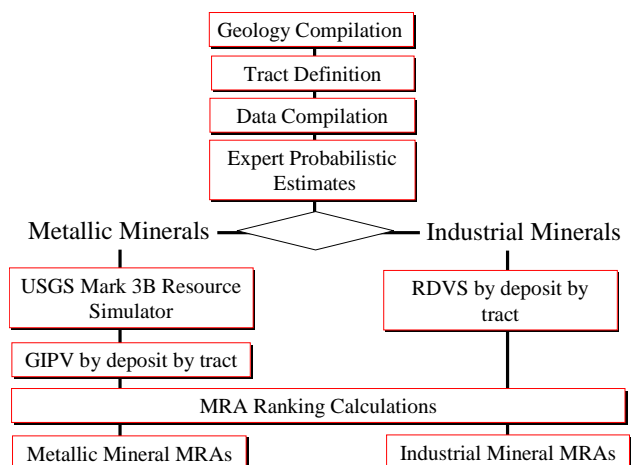 Geology Compilation
Tract Definition
Data Compilation
Expert Probabilistic
Estimates
Metallic Minerals
Industrial Minerals
USGS Mark 3B Resource
Simulator
RDVS by deposit by
tract
GIPV by deposit by tract
MRA Ranking Calculations
Metallic Mineral MRAs
Industrial Mineral MRAs